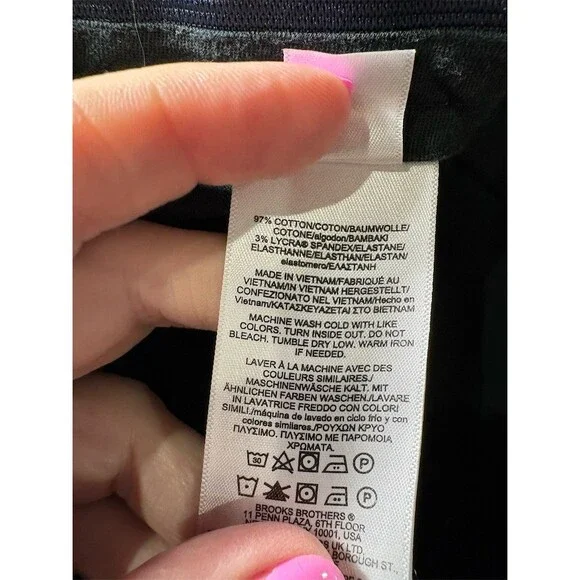 97% COTTON/COTON/BAUMWOLLE/
COTONE/algodon/BAMBAKI
3% LYCRA® SPANDEX/ELASTANE/
ELASTHANNE/ELASTHAN/ELASTAN/
elastomero/ΕΛΑΣΤΑΝΗ
MADE IN VIETNAM/FABRIQUÉ AU
VIETNAM/IN VIETNAM HERGESTELLT/
CONFEZIONATO NEL VIETNAM/Hecho en
Vietnam/ΚΑΤΑΣΚΕΥΑΖΕΤΑΙ ΣΤΟ ΒΙΕΤΝΑΜ
MACHINE WASH COLD WITH LIKE
COLORS. TURN INSIDE OUT. DO NOT
BLEACH. TUMBLE DRY LOW. WARM IRON
IF NEEDED.
LAVER À LA MACHINE AVEC DES
COULEURS SIMILAIRES./
MASCHINENWÄSCHE KALT. MIT
ÄHNLICHEN FARBEN WASCHEN./LAVARE
IN LAVATRICE FREDDO CON COLORI
SIMILI./máquina de lavado en ciclo frío y con
colores similares./ΡΟΥΧΩΝ ΚΡΥΟ
ΠΛΥΣΙΜΟ. ΠΛΥΣΙΜΟ ΜΕ ΠΑΡΟΜΟΙΑ
ΧΡΩΜΑΤΑ.
30 P
P
BROOKS BROTHERS ®
11 PENN PLAZA, 6TH FLOOR
10001, USA
UK LTD.
BOROUGH ST.,